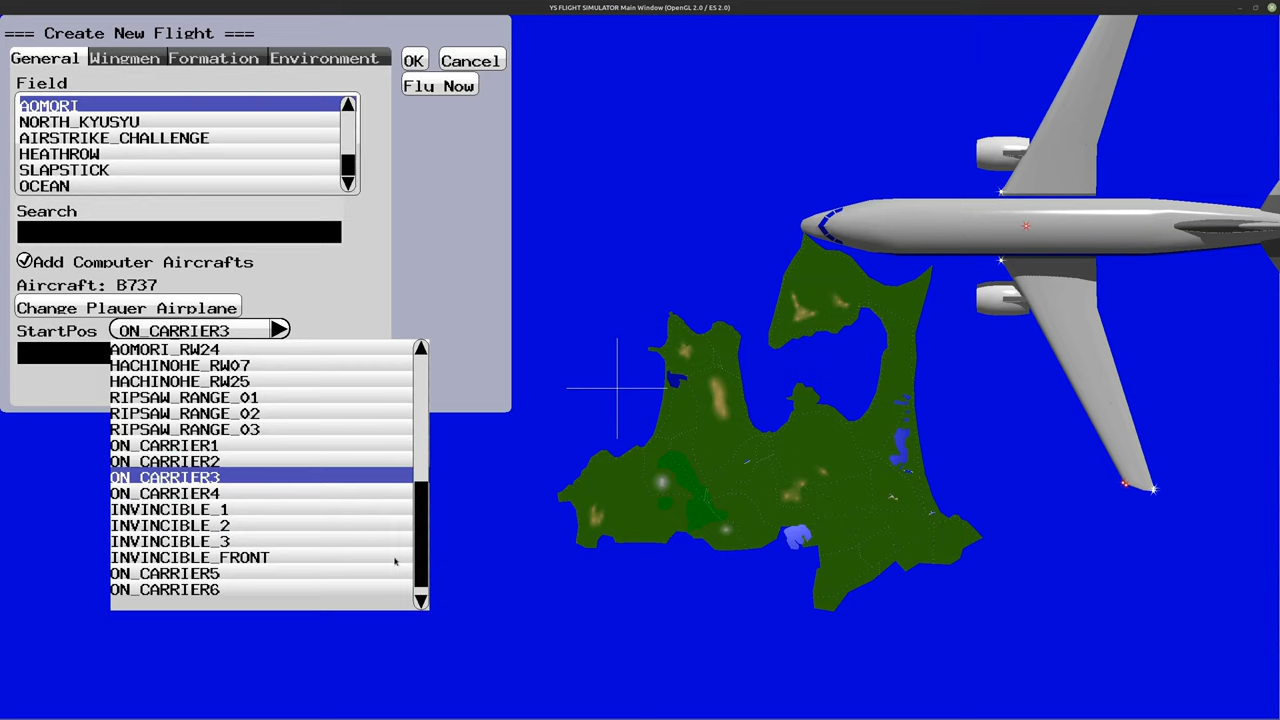 YS FLIGHT SIMULATOR Main Window (OpenGL 2.0 / ES 2.0)
=== Create New Flight ===
General Wingmen Formation Environment
OK Cancel
Flu Now
Field
AOMORI
NORTH_KYUSYU
AIRSTRIKE_CHALLENGE
HEATHROW
SLAPSTICK
OCEAN
Search
Add Computer Aircrafts
Aircraft: B737
Change Plauer Airplane
StartPos ON_CARRIER3
AOMORI_RW24
HACHINOHE_RW07
HACHINOHE_RW25
RIPSAW_RANGE_01
RIPSAW_RANGE_02
RIPSAW_RANGE_03
ON_CARRIER1
ON_CARRIER2
ON_CARRIER3
ON_CARRIER4
INVINCIBLE_1
INVINCIBLE_2
INVINCIBLE_3
INVINCIBLE_FRONT
ON_CARRIER5
ON_CARRIER6